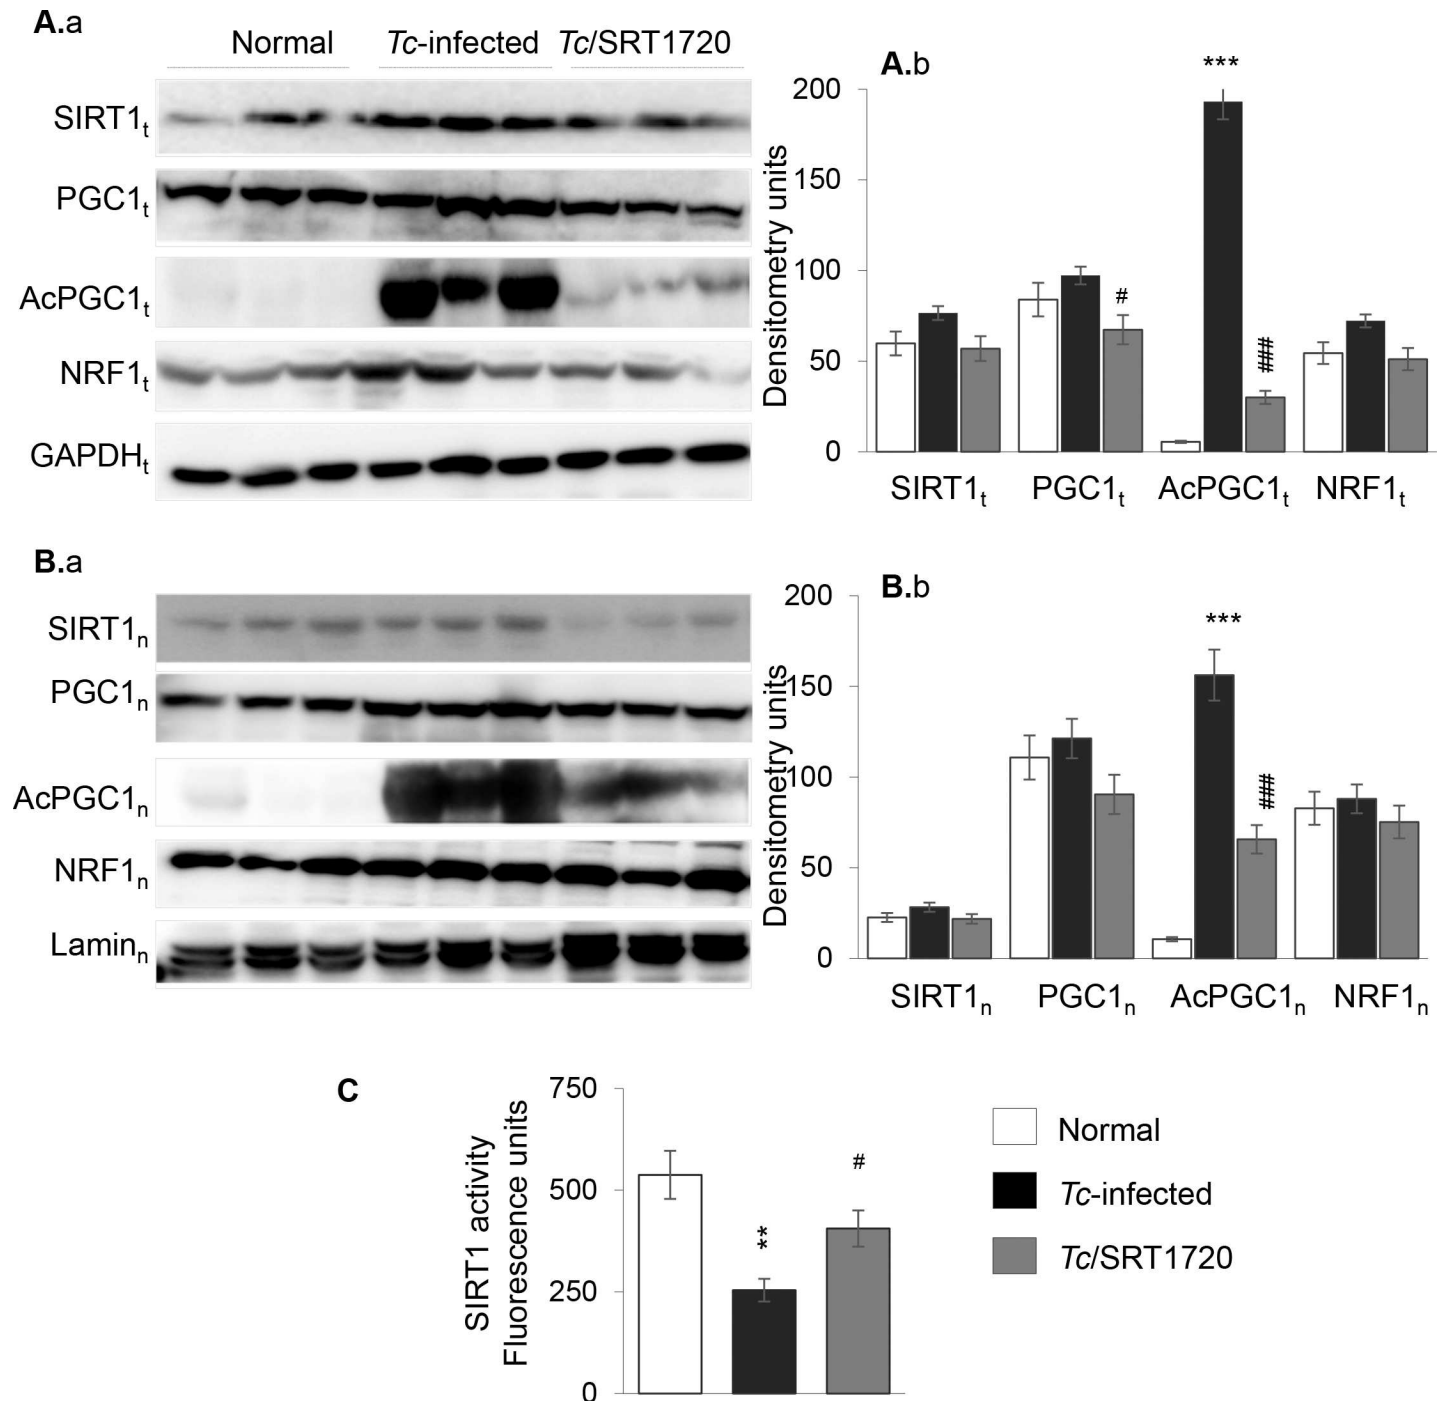 A.a
Normal Tc-infected Tc/SRT1720
SIRT1t
PGC1t
AcPGC1t
NRF1t
GAPDHt
A.b
***
200
150
100
50
0
Densitometry units
#
###
SIRT1t PGC1t AcPGC1t NRF1t
B.a
SIRT1n
PGC1n
AcPGC1n
NRF1n
Laminn
B.b
200
150
100
50
0
Densitometry units
***
###
SIRT1n PGC1n AcPGC1n NRF1n
C
750
500
250
0
SIRT1 activity
Fluorescence units
**
#
Normal
Tc-infected
Tc/SRT1720